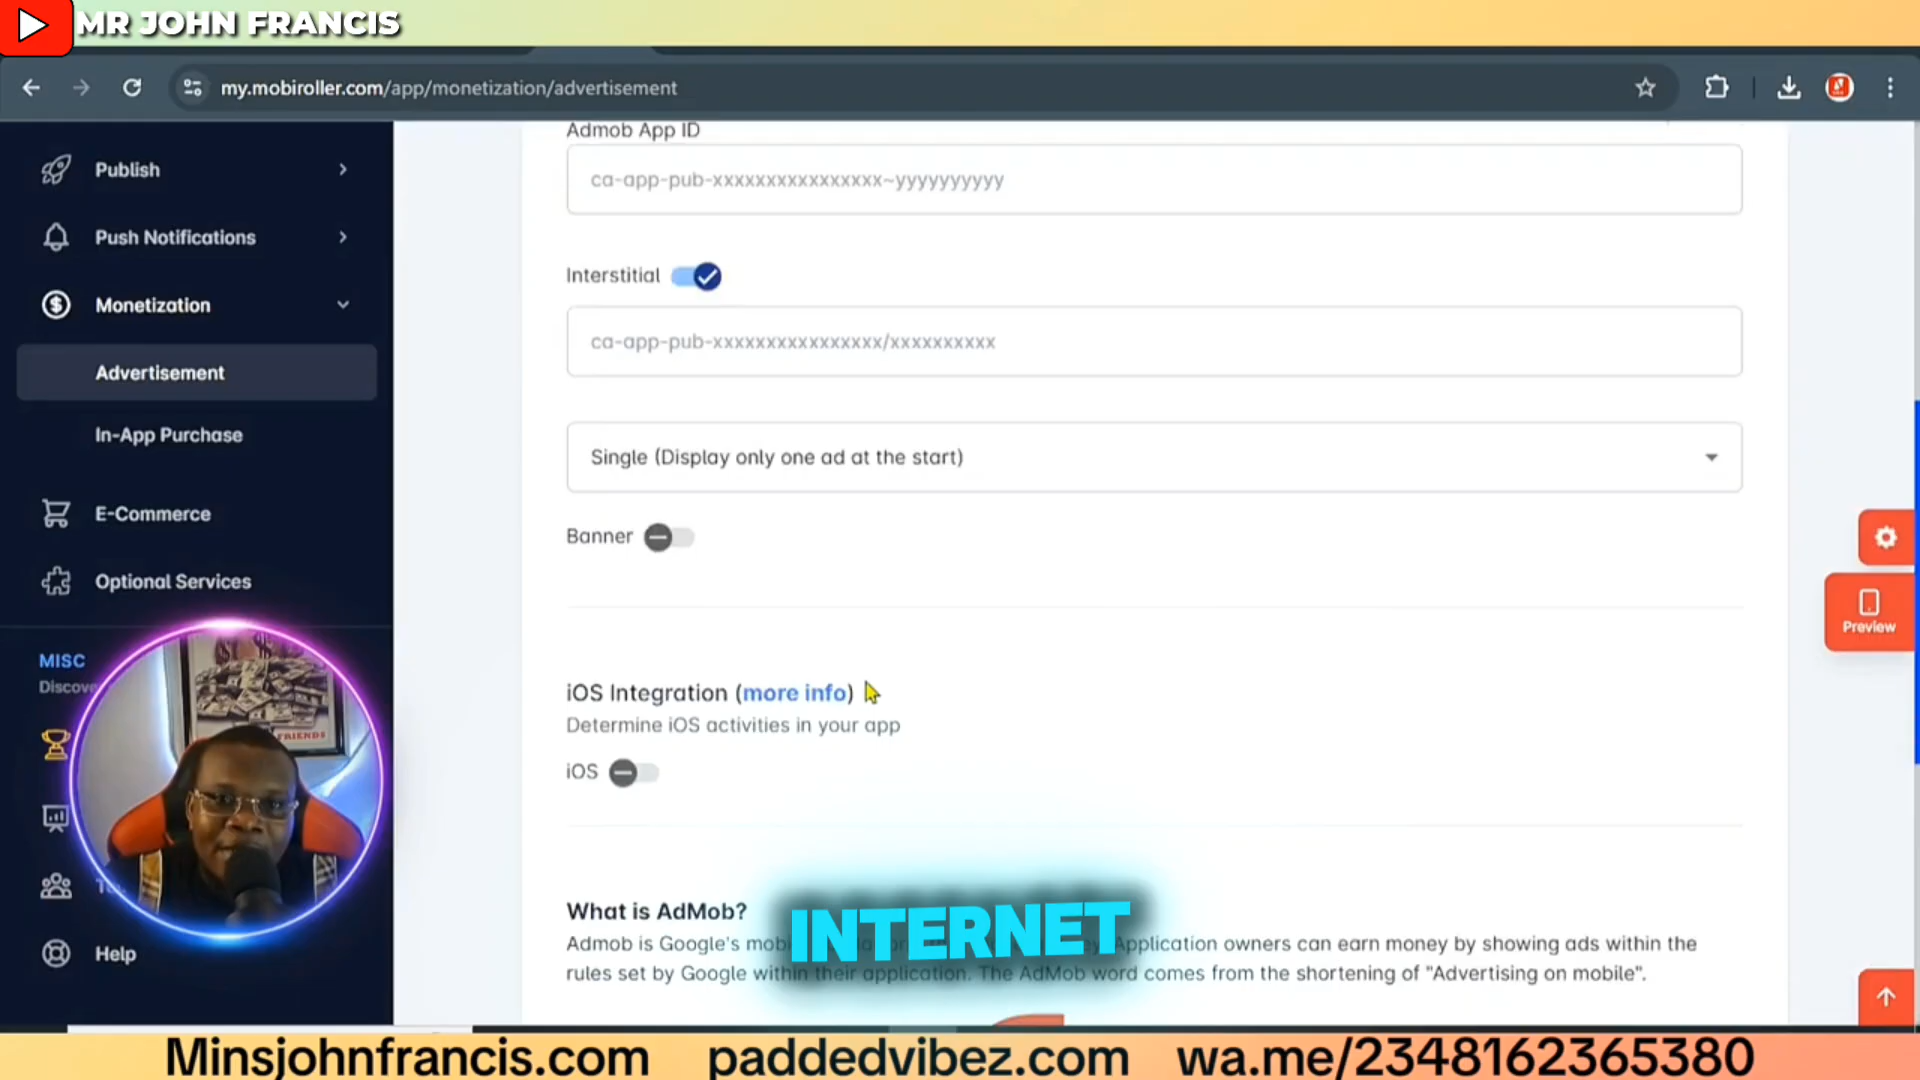 MR JOHN FRANCIS
my.mobiroller.com/app/monetization/advertisement
Publish
Push Notifications
Monetization
Advertisement
In-App Purchase
E-Commerce
Optional Services
MISC
Help
FRIENDS
Admob App ID
ca-app-pub-xxxxxxxxxxxxxxxx~yyyyyyyyyy
Interstitial
ca-app-pub-xxxxxxxxxxxxxxxx/xxxxxxxxxx
Single (Display only one ad at the start)
Banner
iOS Integration (more info)
Determine iOS activities in your app
iOS
Preview
What is AdMob?
INTERNET
Admob is Google's Application owners can earn money by showing ads within the
rules set by Google within their application. The AdMob word comes from the shortening of "Advertising on mobile".
Minsjohnfrancis.com paddedvibez.com wa.me/2348162365380